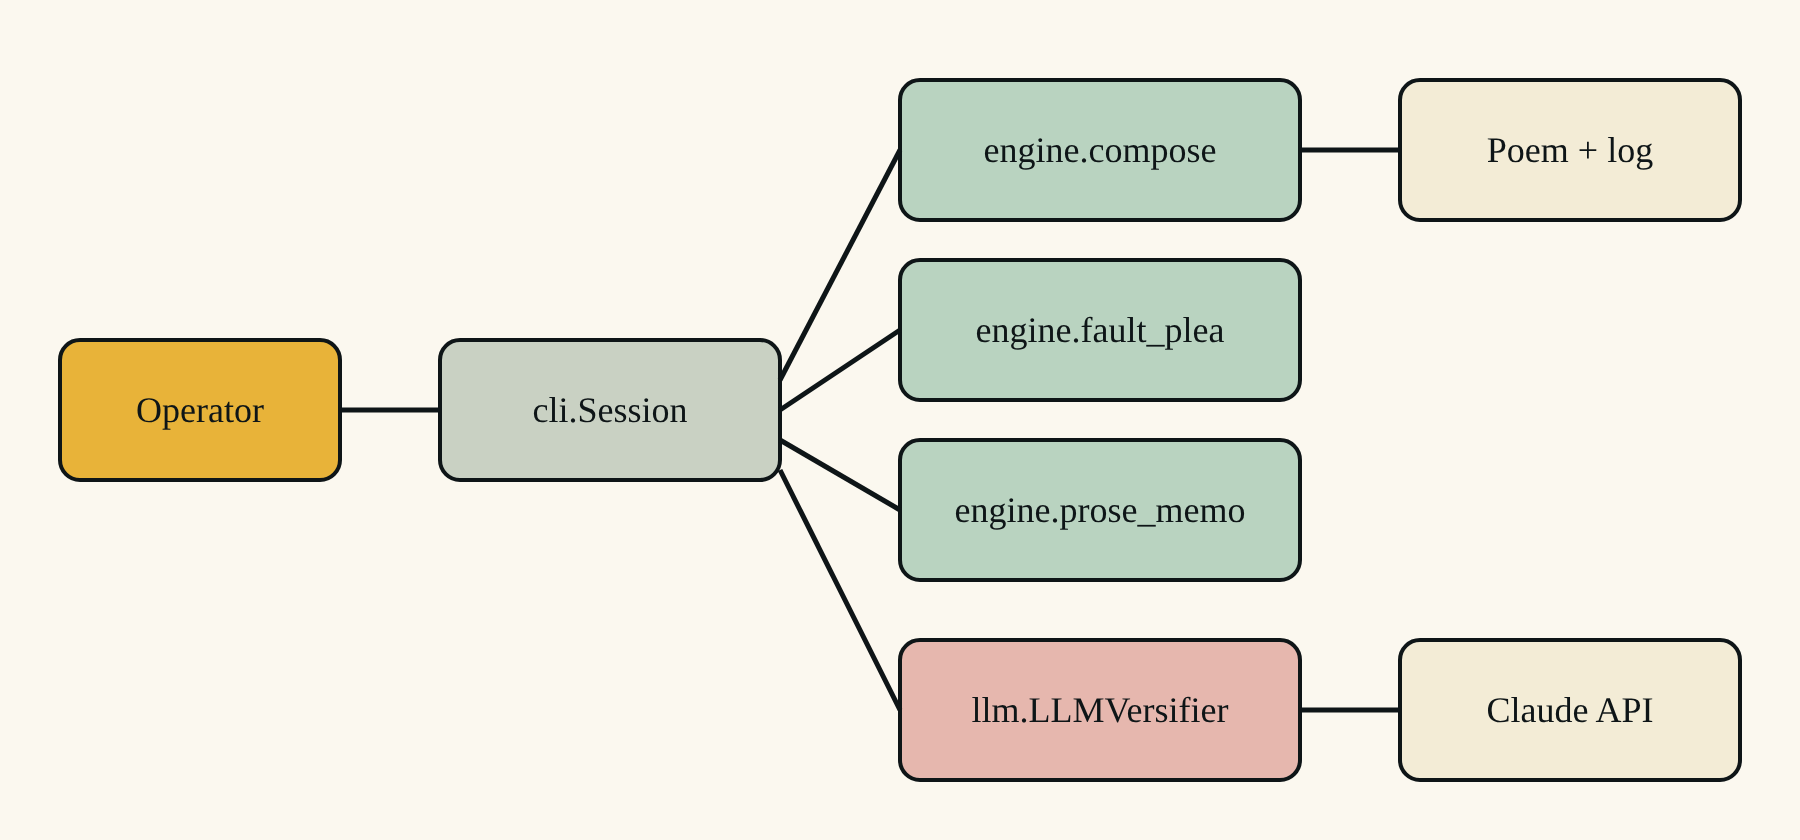 Operator
cli.Session
engine.compose
Poem + log
engine.fault_plea
engine.prose_memo
llm.LLMVersifier
Claude API